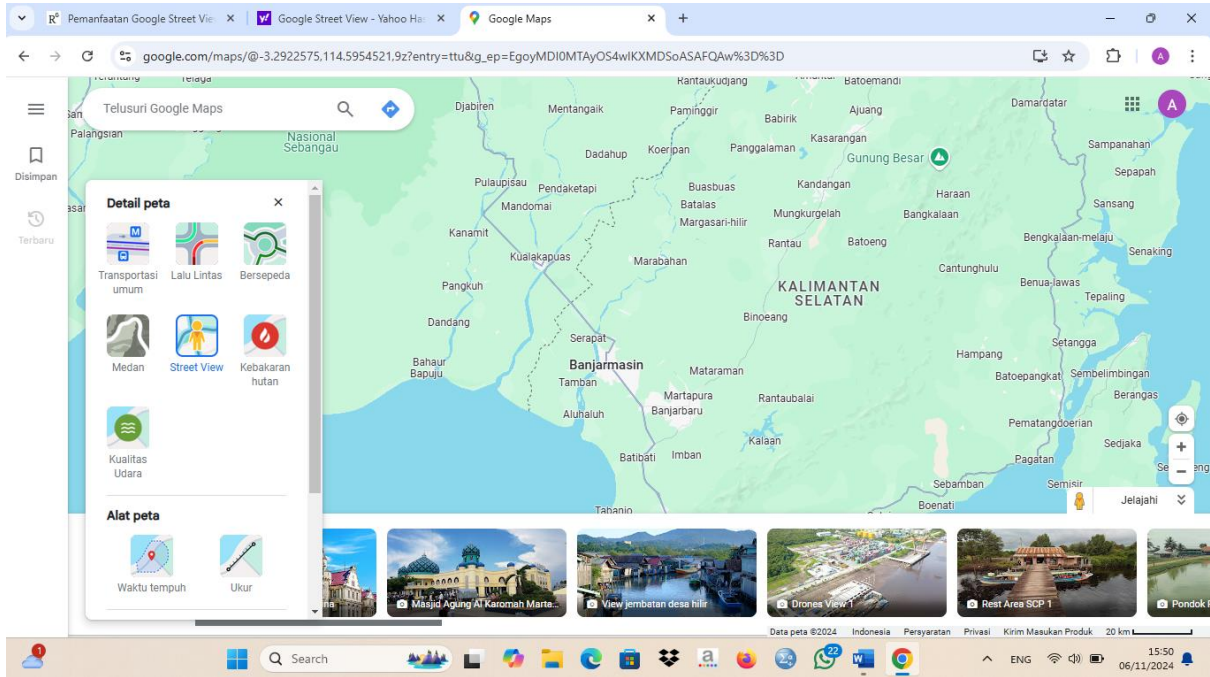 Pemanfaatan Google Street Vie
Google Street View - Yahoo Ha
Google Maps
google.com/maps/@-3.2922575,114.5954521,9z?entry=ttu&g_ep=EgoyMDI0MTAyOS4wIKXMDSoASAFQAw%3D%3D
A
Telusuri Google Maps
A
Disimpan
Terbaru
Telaga
Rantaukudjang
Batoemandi
Djabiren
Mentangaik
Paminggir
Ajuang
Damardatar
Babirik
Palangsian
Nasional
Sebangau
Kasarangan
Dadahup
Koeripan
Panggalaman
Gunung Besar
Sampanahan
Sepapah
Pulaupisau
Pendaketapi
Buasbuas
Kandangan
Haraan
Mandomai
Batalas
Sansang
Margasari-hilir
Mungkurgelah
Bangkalaan
Kanamit
Rantau
Batoeng
Bengkalaan-melaju
Senaking
Kualakapuas
Marabahan
Cantunghulu
Pangkuh
KALIMANTAN
SELATAN
Benua-lawas
Tepaling
Binoeang
Dandang
Serapat
Setangga
Hampang
Bahaur
Bapuju
Banjarmasin
Mataraman
Batoepangkat
Sembelimbingan
Tamban
Martapura
Rantaubalai
Berangas
Aluhaluh
Banjarbaru
Pematangdoerian
Kalaan
Sedjaka
Batibati
Imban
Pagatan
Sebamban
Semisir
Boenati
Tabanio
Detail peta
M
Transportasi
umum
Lalu Lintas
Bersepeda
Medan
Street View
Kebakaran
hutan
Kualitas
Udara
Alat peta
Waktu tempuh
Ukur
Jelajahi
Masjid Agung Al Karomah Marta...
View jembatan desa hilir
Drones View 1
Rest Area SCP 1
Data peta ©2024 Indonesia Persyaratan Privasi Kirim Masukan Produk 20 km
1
Search
22
ENG
15:50
06/11/2024